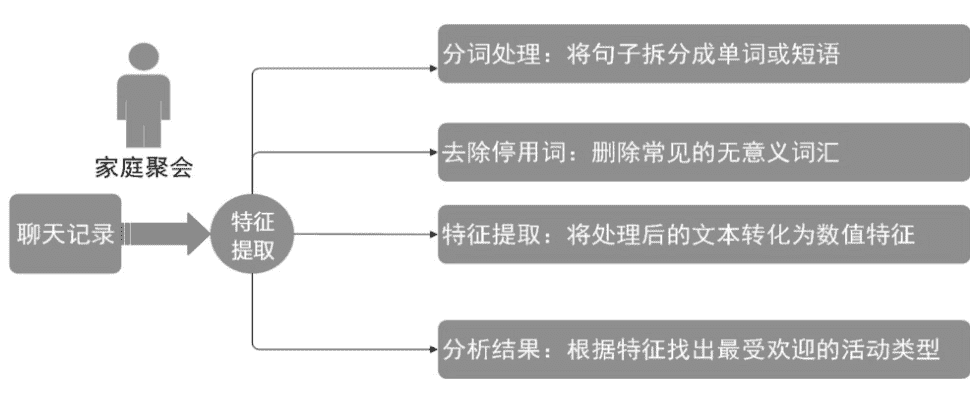 家庭聚会
聊天记录
特征
提取
分词处理：将句子拆分成单词或短语
去除停用词：删除常见的无意义词汇
特征提取：将处理后的文本转化为数值特征
分析结果：根据特征找出最受欢迎的活动类型